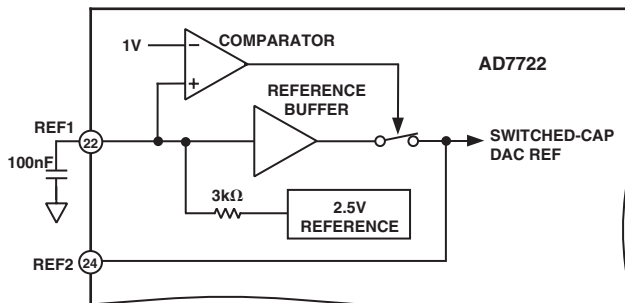 1V
−
+
COMPARATOR
AD7722
REFERENCE
BUFFER
REF1
22
100nF
SWITCHED-CAP
DAC REF
3kΩ
2.5V
REFERENCE
REF2
24